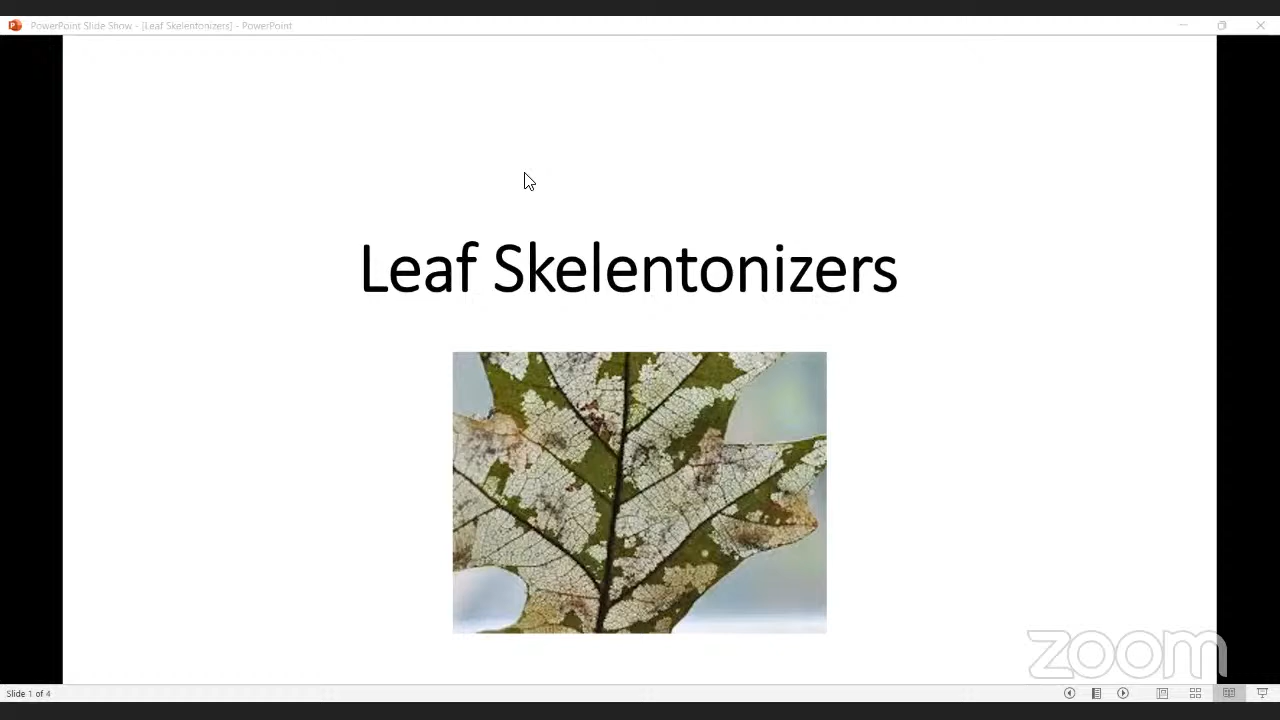 PowerPoint Slide Show - [Leaf Skelentonizers] - PowerPoint
Leaf Skelentonizers
zoom
Slide 1 of 4